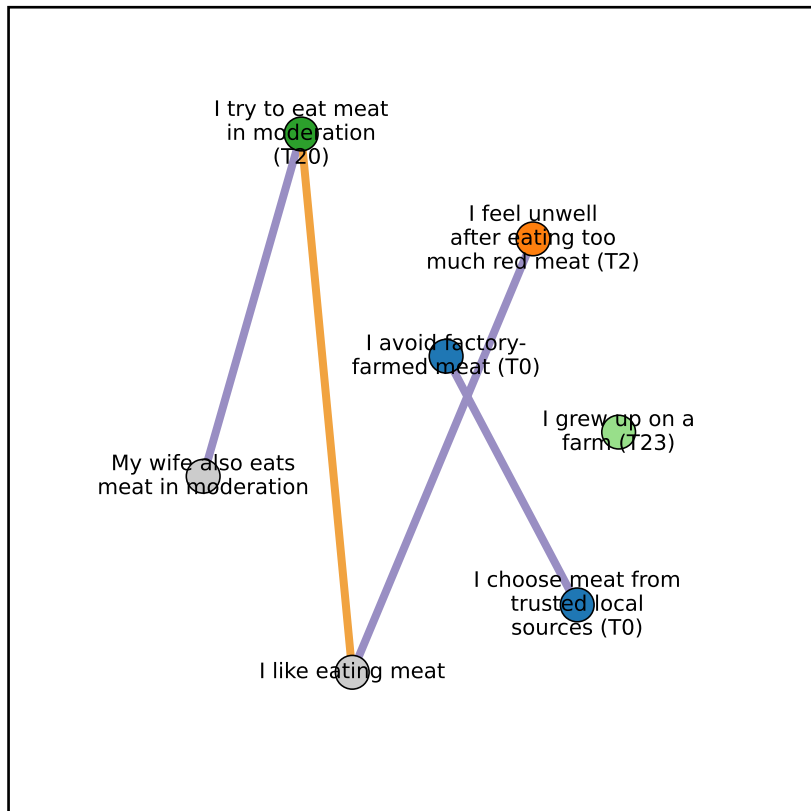 I try to eat meat
in moderation
(T20)
I feel unwell
after eating too
much red meat (T2)
I avoid factory-
farmed meat (T0)
I grew up on a
farm (T23)
My wife also eats
meat in moderation
I choose meat from
trusted local
sources (T0)
I like eating meat